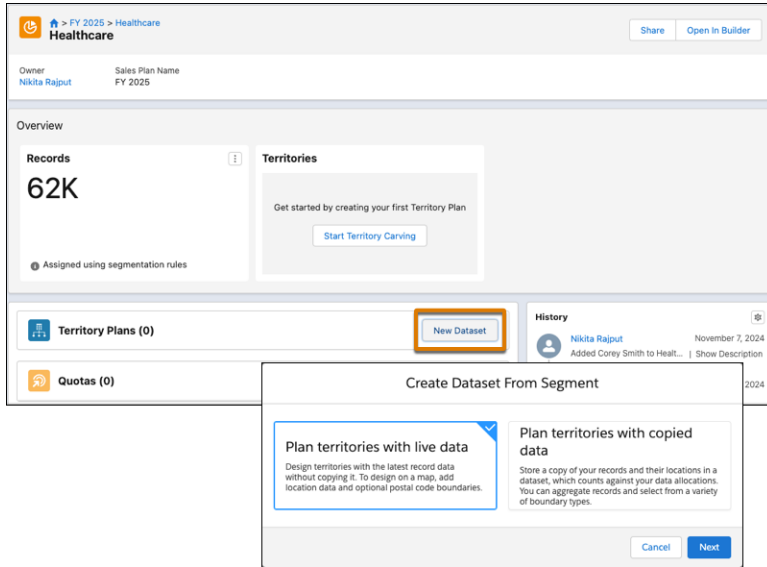 > FY 2025 > Healthcare
Healthcare
Share
Open In Builder
Owner
Nikita Rajput
Sales Plan Name
FY 2025
Overview
Records
62K
Assigned using segmentation rules
Territories
Get started by creating your first Territory Plan
Start Territory Carving
Territory Plans (0)
New Dataset
Quotas (0)
History
Nikita Rajput
November 7, 2024
Added Corey Smith to Healt... | Show Description
2024
Create Dataset From Segment
Plan territories with live data
Design territories with the latest record data
without copying it. To design on a map, add
location data and optional postal code boundaries.
Plan territories with copied
data
Store a copy of your records and their locations in a
dataset, which counts against your data allocations.
You can aggregate records and select from a variety
of boundary types.
Cancel
Next